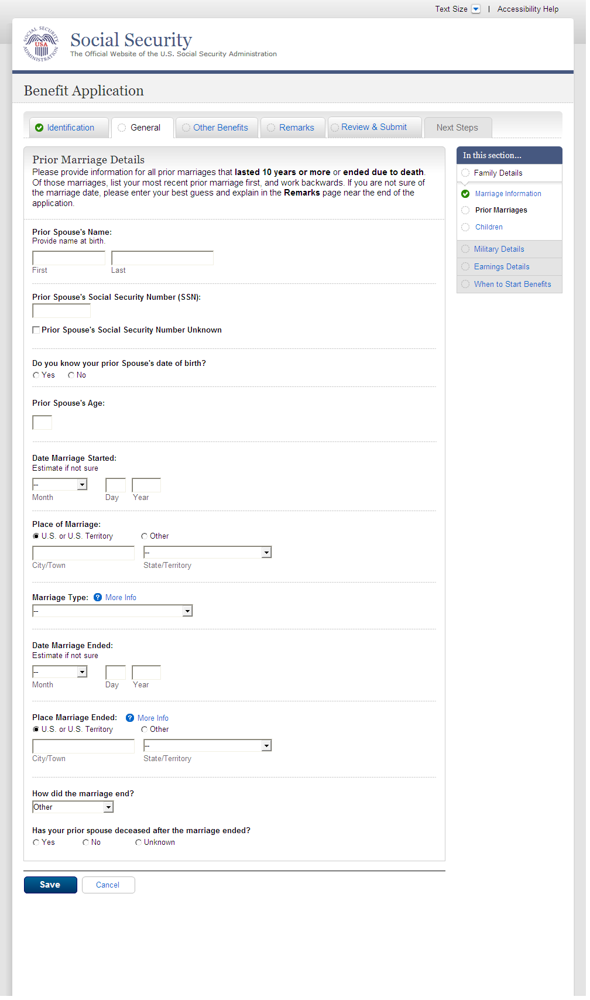 Text Size | Accessibility Help
SOCIAL SECURITY ADMINISTRATION
USA
Social Security
The Official Website of the U.S. Social Security Administration
Benefit Application
Identification
General
Other Benefits
Remarks
Review & Submit
Next Steps
Prior Marriage Details
Please provide information for all prior marriages that lasted 10 years or more or ended due to death.
Of those marriages, list your most recent prior marriage first, and work backwards. If you are not sure of
the marriage date, please enter your best guess and explain in the Remarks page near the end of the
application.
Prior Spouse's Name:
Provide name at birth.
First Last
Prior Spouse's Social Security Number (SSN):
Prior Spouse's Social Security Number Unknown
Do you know your prior Spouse's date of birth?
Yes No
Prior Spouse's Age:
Date Marriage Started:
Estimate if not sure
--
Month Day Year
Place of Marriage:
U.S. or U.S. Territory Other
--
City/Town State/Territory
Marriage Type: ? More Info
--
Date Marriage Ended:
Estimate if not sure
--
Month Day Year
Place Marriage Ended: ? More Info
U.S. or U.S. Territory Other
--
City/Town State/Territory
How did the marriage end?
Other
Has your prior spouse deceased after the marriage ended?
Yes No Unknown
Save Cancel
In this section...
Family Details
Marriage Information
Prior Marriages
Children
Military Details
Earnings Details
When to Start Benefits